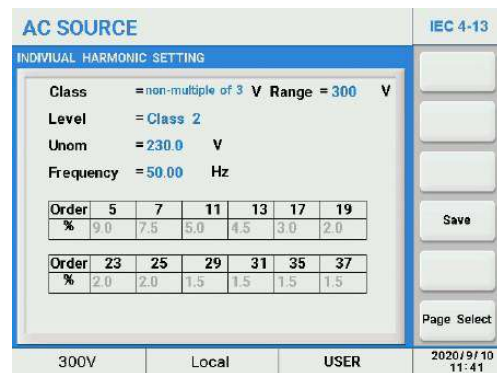 AC SOURCE
IEC 4-13
INDIVIUAL HARMONIC SETTING
Class =non-multiple of 3 V Range = 300 V
Level = Class 2
Unom = 230.0 V
Frequency = 50.00 Hz
Order 5 7 11 13 17 19
% 9.0 7.5 5.0 4.5 3.0 2.0
Save
Order 23 25 29 31 35 37
% 2.0 2.0 1.5 1.5 1.5 1.5
Page Select
300V Local USER
2020/9/10
11:41